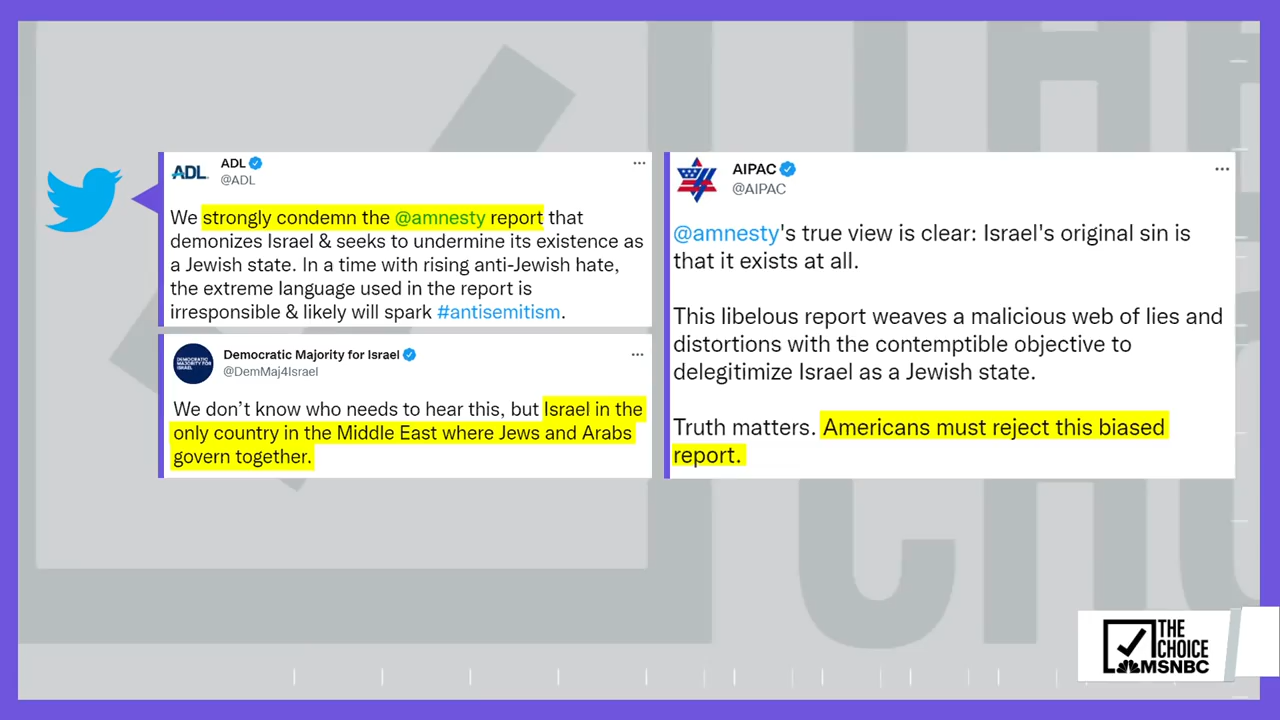 ADL
ADL
@ADL
...
We strongly condemn the @amnesty report that
demonizes Israel & seeks to undermine its existence as
a Jewish state. In a time with rising anti-Jewish hate,
the extreme language used in the report is
irresponsible & likely will spark #antisemitism.
DEMOCRATIC
MAJORITY FOR
ISRAEL
Democratic Majority for Israel
@DemMaj4Israel
...
We don’t know who needs to hear this, but Israel in the
only country in the Middle East where Jews and Arabs
govern together.
AIPAC
@AIPAC
...
@amnesty's true view is clear: Israel's original sin is
that it exists at all.
This libelous report weaves a malicious web of lies and
distortions with the contemptible objective to
delegitimize Israel as a Jewish state.
Truth matters. Americans must reject this biased
report.
THE
CHOICE
MSNBC